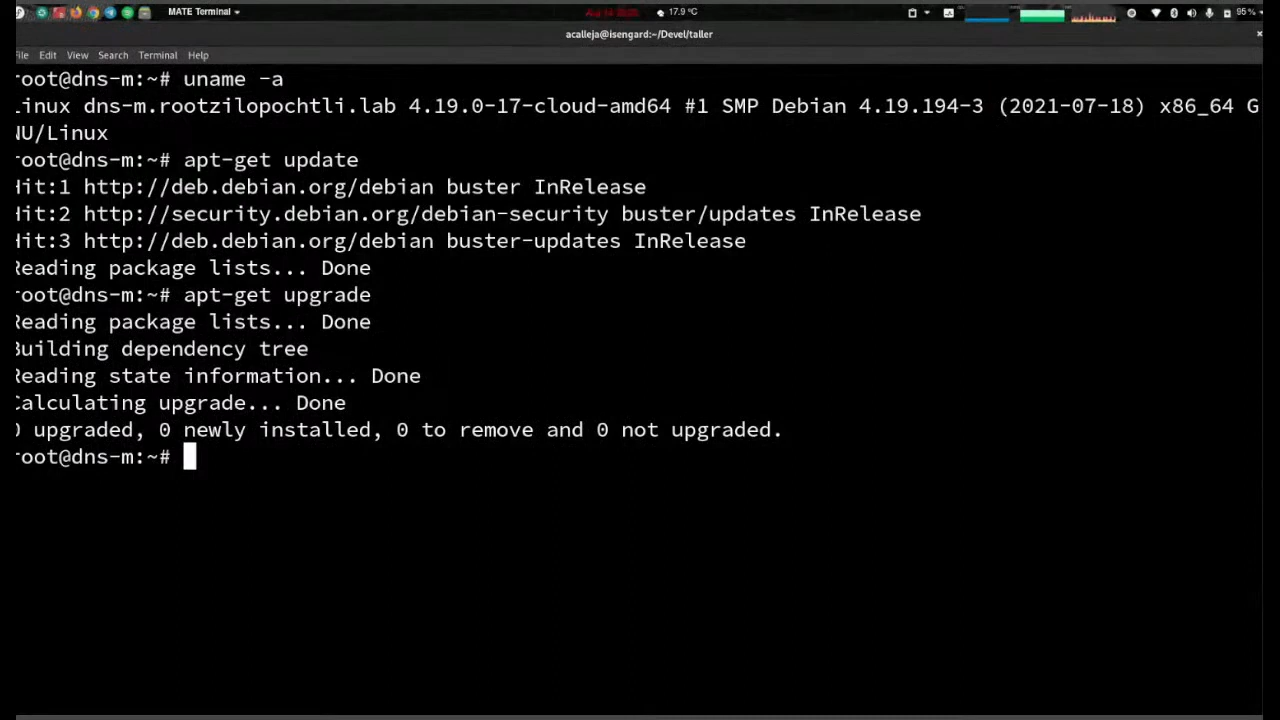 MATE Terminal
17.9 °C
95 %
acalleja@isengard:~/Devel/taller
File Edit View Search Terminal Help
root@dns-m:~# uname -a
Linux dns-m.rootzilopochtli.lab 4.19.0-17-cloud-amd64 #1 SMP Debian 4.19.194-3 (2021-07-18) x86_64 G
NU/Linux
root@dns-m:~# apt-get update
Hit:1 http://deb.debian.org/debian buster InRelease
Hit:2 http://security.debian.org/debian-security buster/updates InRelease
Hit:3 http://deb.debian.org/debian buster-updates InRelease
Reading package lists... Done
root@dns-m:~# apt-get upgrade
Reading package lists... Done
Building dependency tree
Reading state information... Done
Calculating upgrade... Done
0 upgraded, 0 newly installed, 0 to remove and 0 not upgraded.
root@dns-m:~#